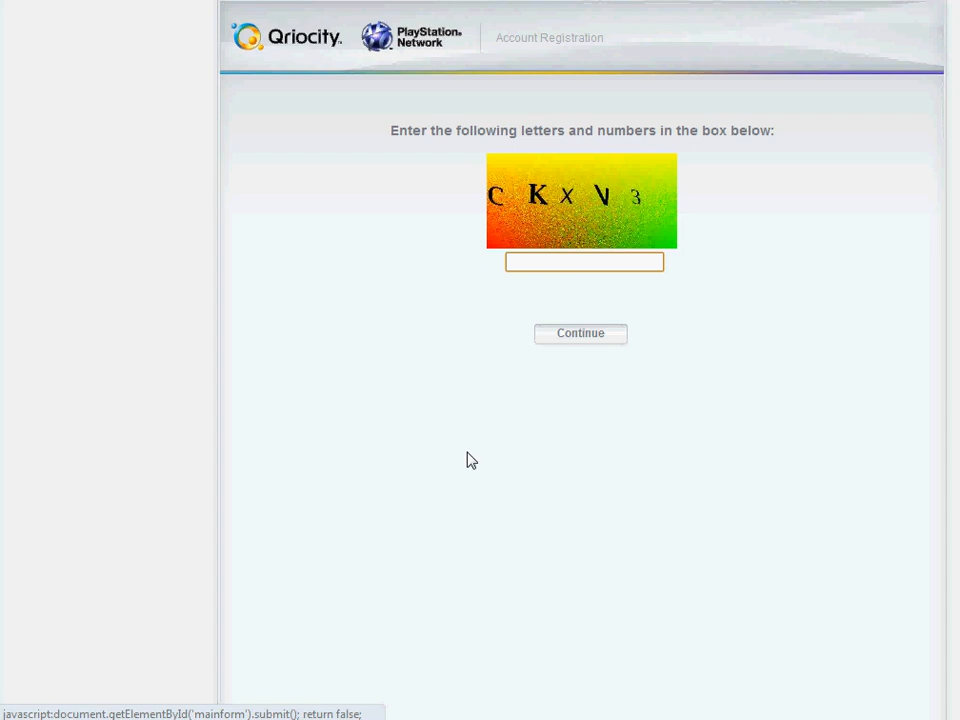 Qriocity. PlayStation® Network Account Registration
Enter the following letters and numbers in the box below:
C K X V 3
Continue
javascript:document.getElementById('mainform').submit(); return false;